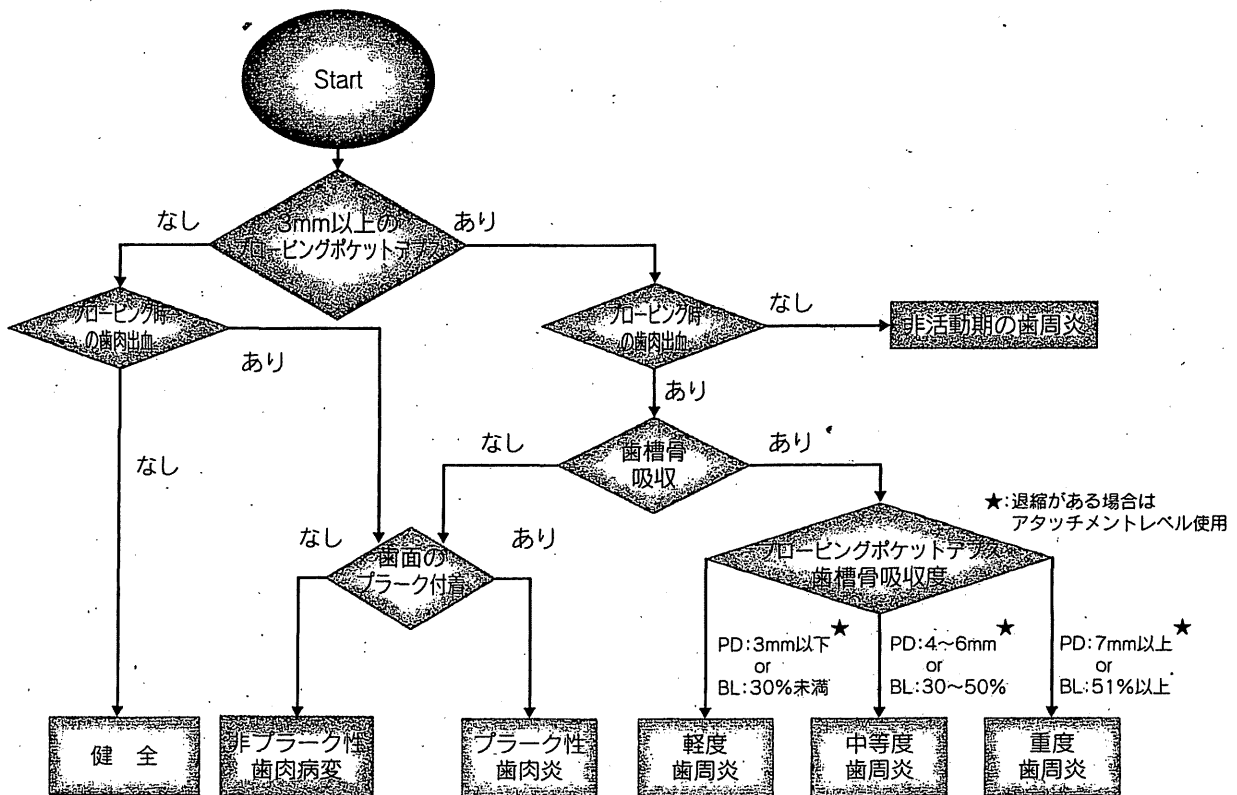 Start
3mm以上の
プロービングポケットデプス
なし
あり
プロービング時
の歯肉出血
プロービング時
の歯肉出血
なし
非活動期の歯周炎
あり
あり
なし
なし
歯槽骨
吸収
あり
★:退縮がある場合は
アタッチメントレベル使用
なし
歯面の
プラーク付着
あり
プロービングポケットデプス
歯槽骨吸収度
PD:3mm以下★
or
BL:30%未満
PD:4〜6mm★
or
BL:30〜50%
PD:7mm以上★
or
BL:51%以上
健 全
非プラーク性
歯肉病変
プラーク性
歯肉炎
軽度
歯周炎
中等度
歯周炎
重度
歯周炎